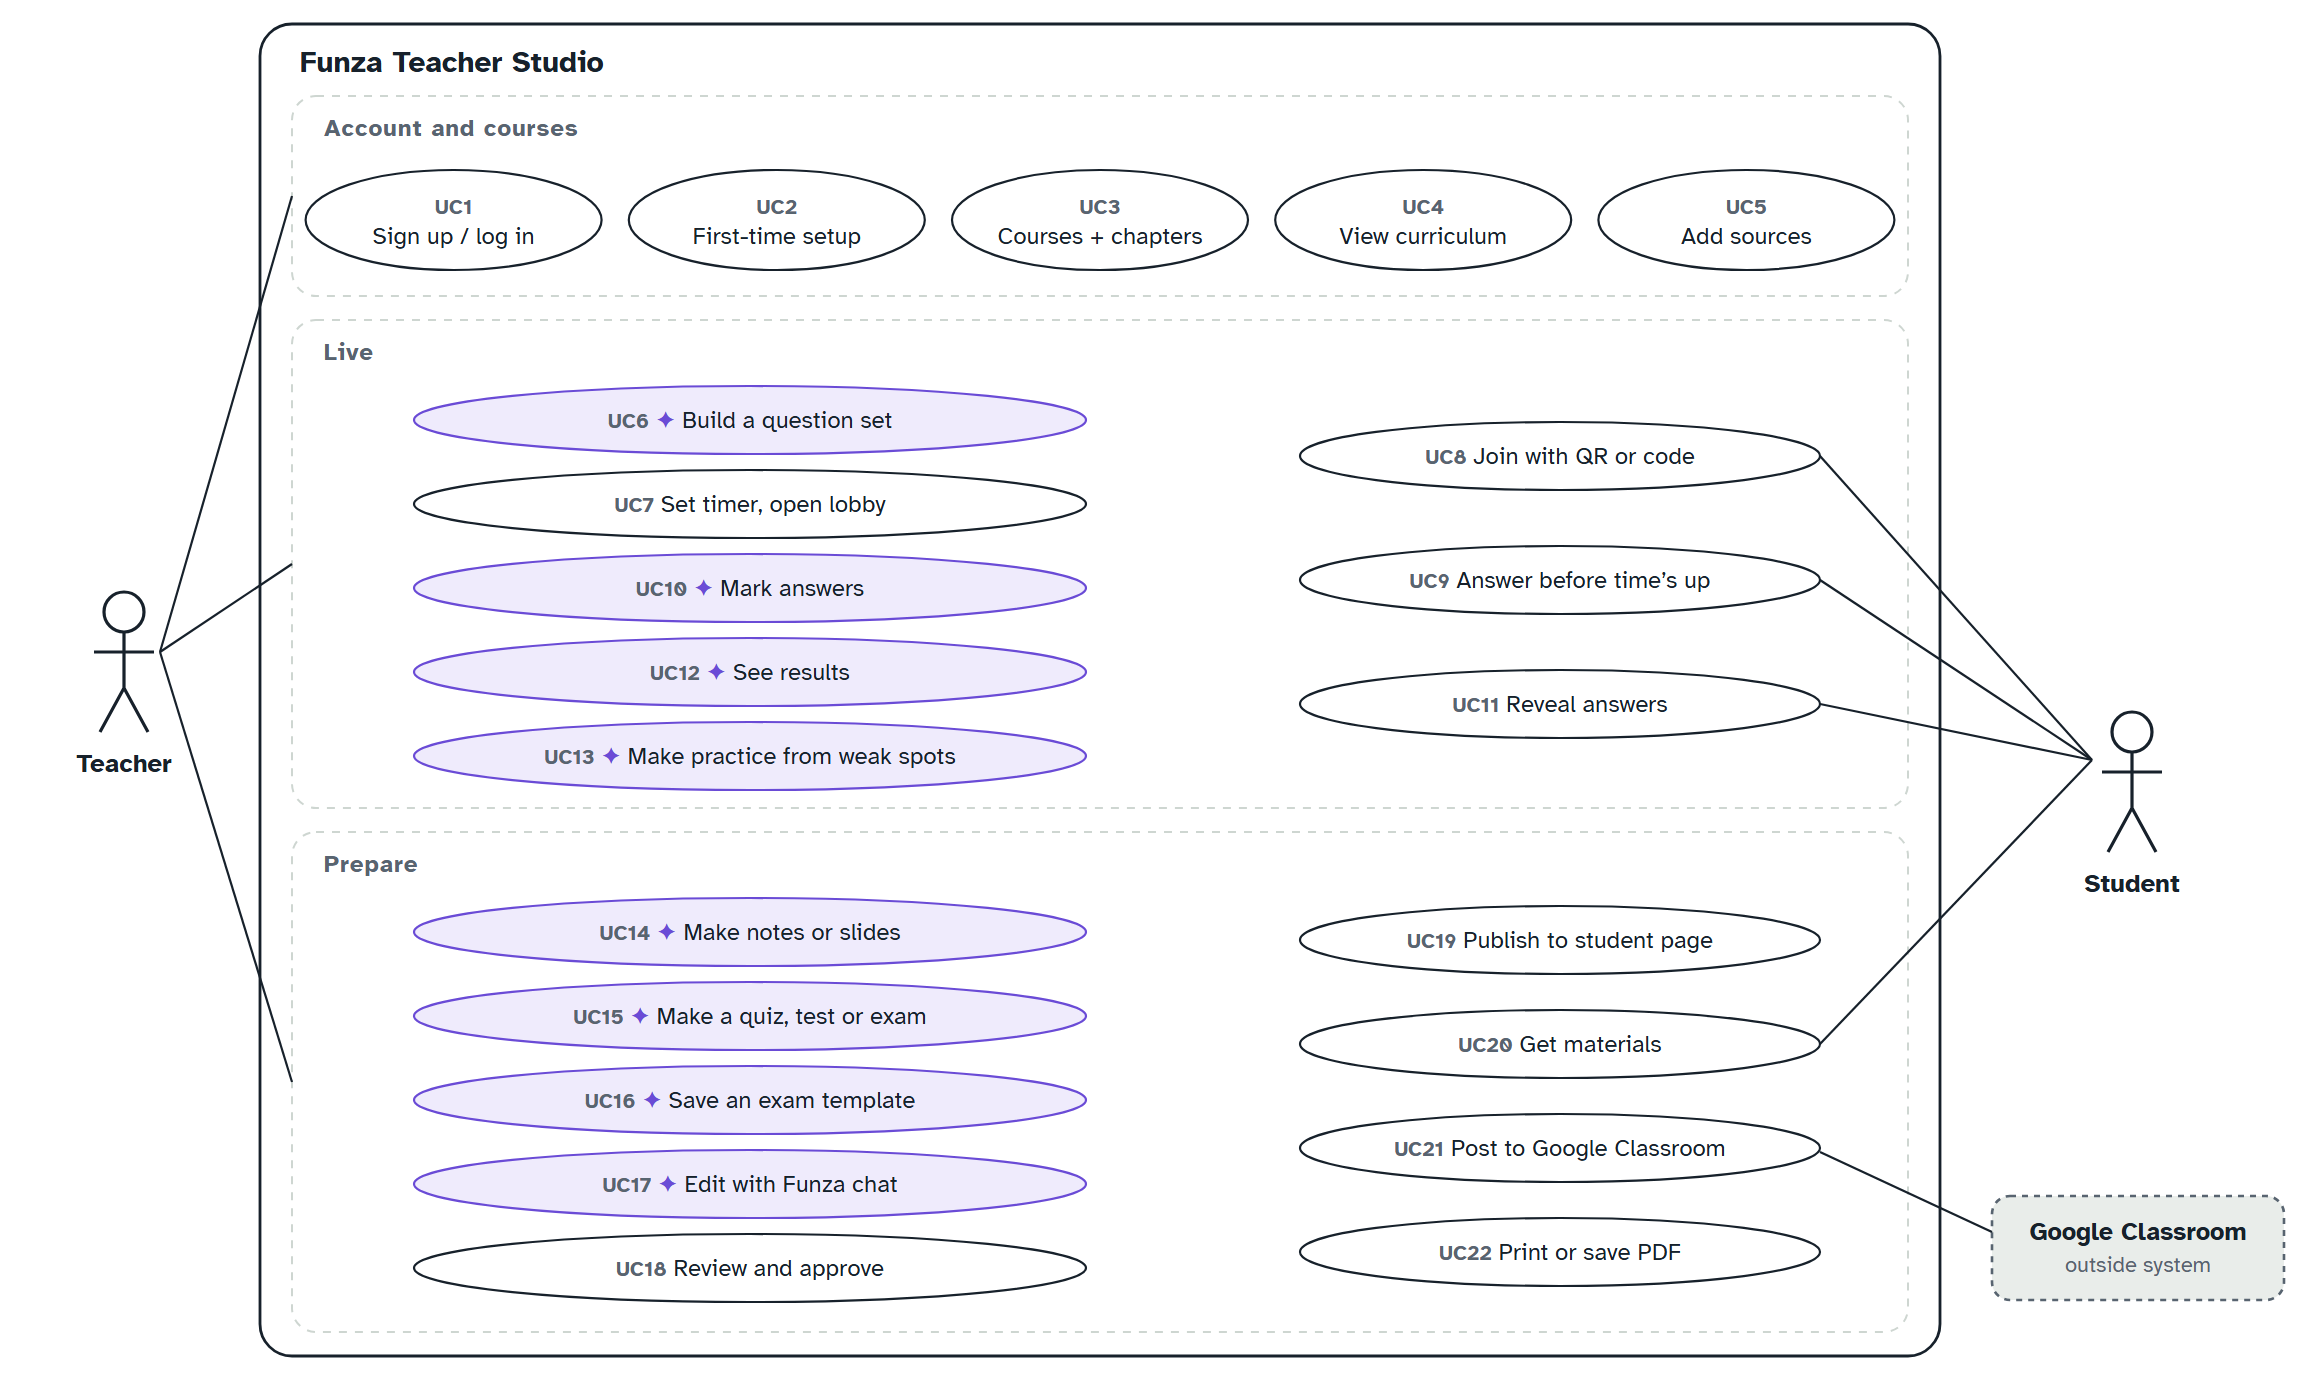 Funza Teacher Studio
Account and courses
UC1
Sign up / log in
UC2
First-time setup
UC3
Courses + chapters
UC4
View curriculum
UC5
Add sources
Live
UC6 ✦ Build a question set
UC7 Set timer, open lobby
UC10 ✦ Mark answers
UC12 ✦ See results
UC13 ✦ Make practice from weak spots
UC8 Join with QR or code
UC9 Answer before time’s up
UC11 Reveal answers
Teacher
Student
Prepare
UC14 ✦ Make notes or slides
UC15 ✦ Make a quiz, test or exam
UC16 ✦ Save an exam template
UC17 ✦ Edit with Funza chat
UC18 Review and approve
UC19 Publish to student page
UC20 Get materials
UC21 Post to Google Classroom
UC22 Print or save PDF
Google Classroom
outside system